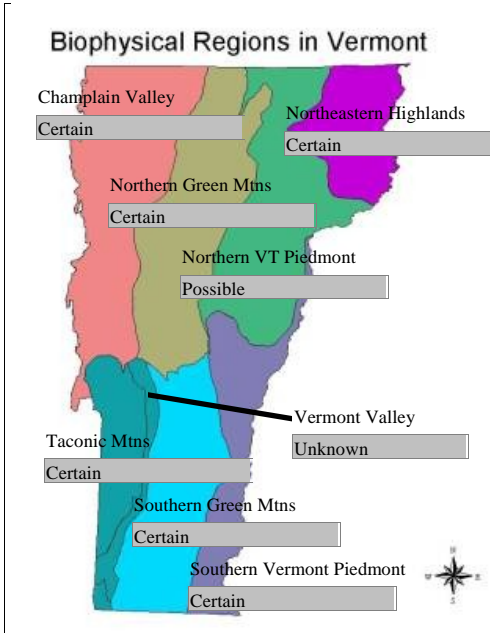 Biophysical Regions in Vermont
Champlain Valley
Certain
Northeastern Highlands
Certain
Northern Green Mtns
Certain
Northern VT Piedmont
Possible
Vermont Valley
Unknown
Taconic Mtns
Certain
Southern Green Mtns
Certain
Southern Vermont Piedmont
Certain
N
W
E
S